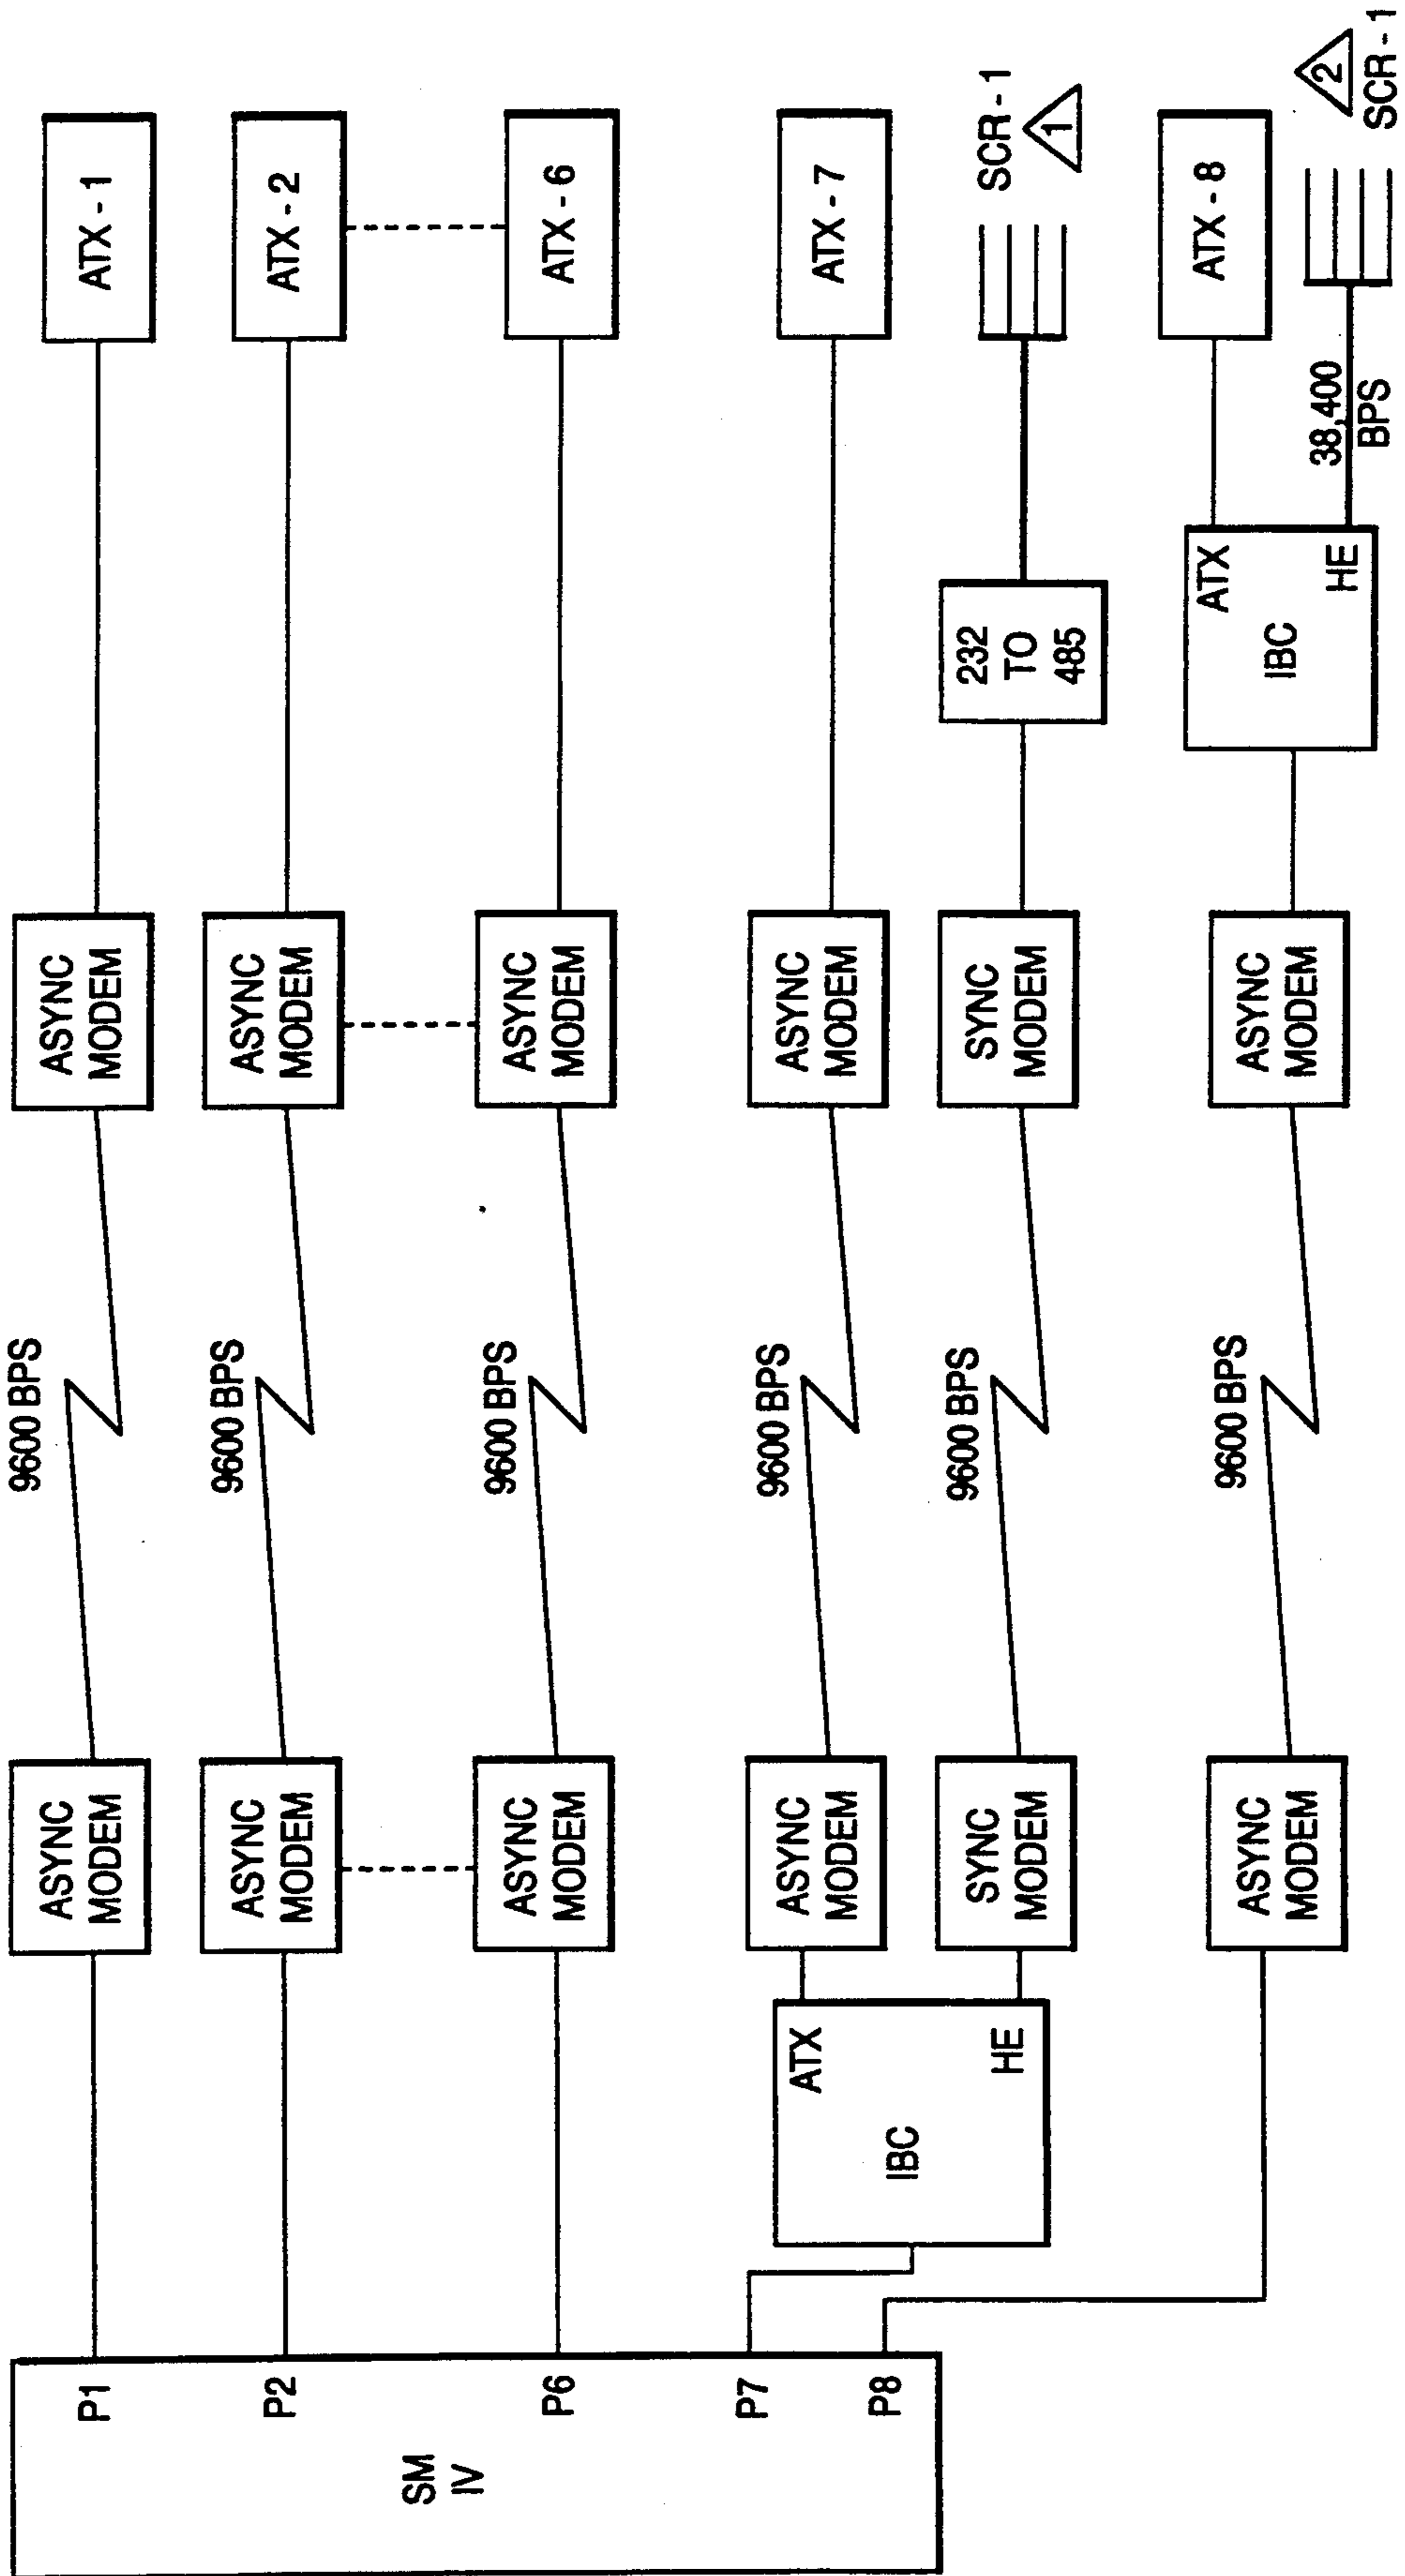 SM
IV
P1
P2
P6
P7
P8
ASYNC
MODEM
9600 BPS
ASYNC
MODEM
ATX - 1
ASYNC
MODEM
9600 BPS
ASYNC
MODEM
ATX - 2
ASYNC
MODEM
9600 BPS
ASYNC
MODEM
ATX - 6
IBC
ATX
HE
ASYNC
MODEM
9600 BPS
ASYNC
MODEM
ATX - 7
SYNC
MODEM
9600 BPS
SYNC
MODEM
232
TO
485
SCR - 1
1
ASYNC
MODEM
9600 BPS
ASYNC
MODEM
IBC
ATX
HE
ATX - 8
38,400
BPS
2
SCR - 1